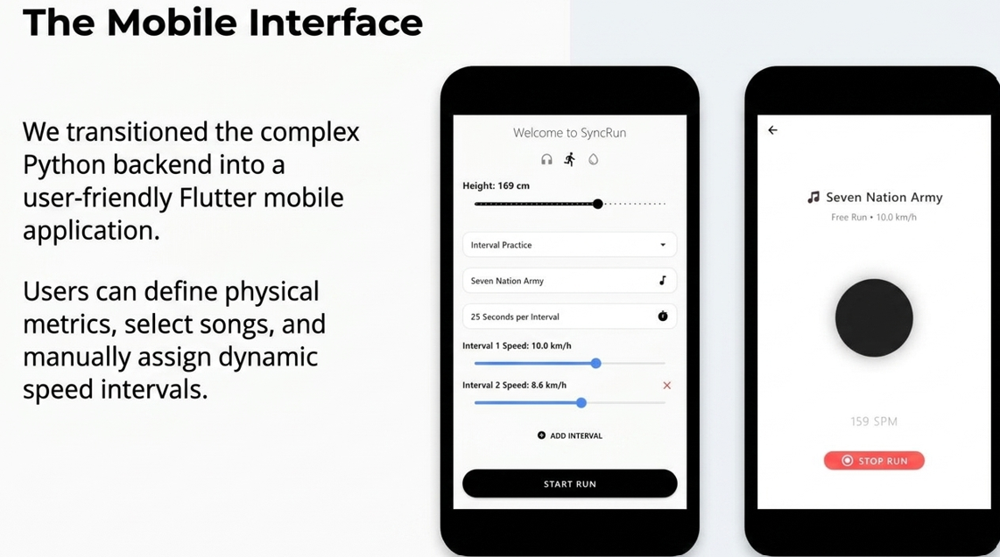 The Mobile Interface
We transitioned the complex
Python backend into a
user-friendly Flutter mobile
application.
Users can define physical
metrics, select songs, and
manually assign dynamic
speed intervals.
Welcome to SyncRun
Height: 169 cm
Interval Practice
Seven Nation Army
25 Seconds per Interval
Interval 1 Speed: 10.0 km/h
Interval 2 Speed: 8.6 km/h
ADD INTERVAL
START RUN
Seven Nation Army
Free Run • 10.0 km/h
159 SPM
STOP RUN